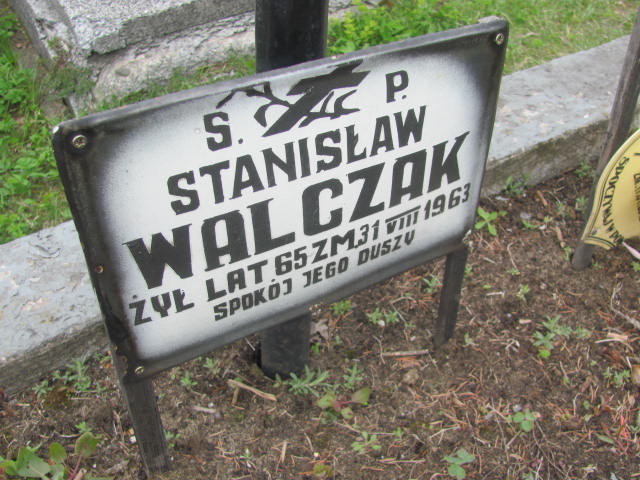 S. P.
STANISŁAW
WALCZAK
ŻYŁ LAT 65 ZM. 31 VIII 1963
SPOKÓJ JEGO DUSZY